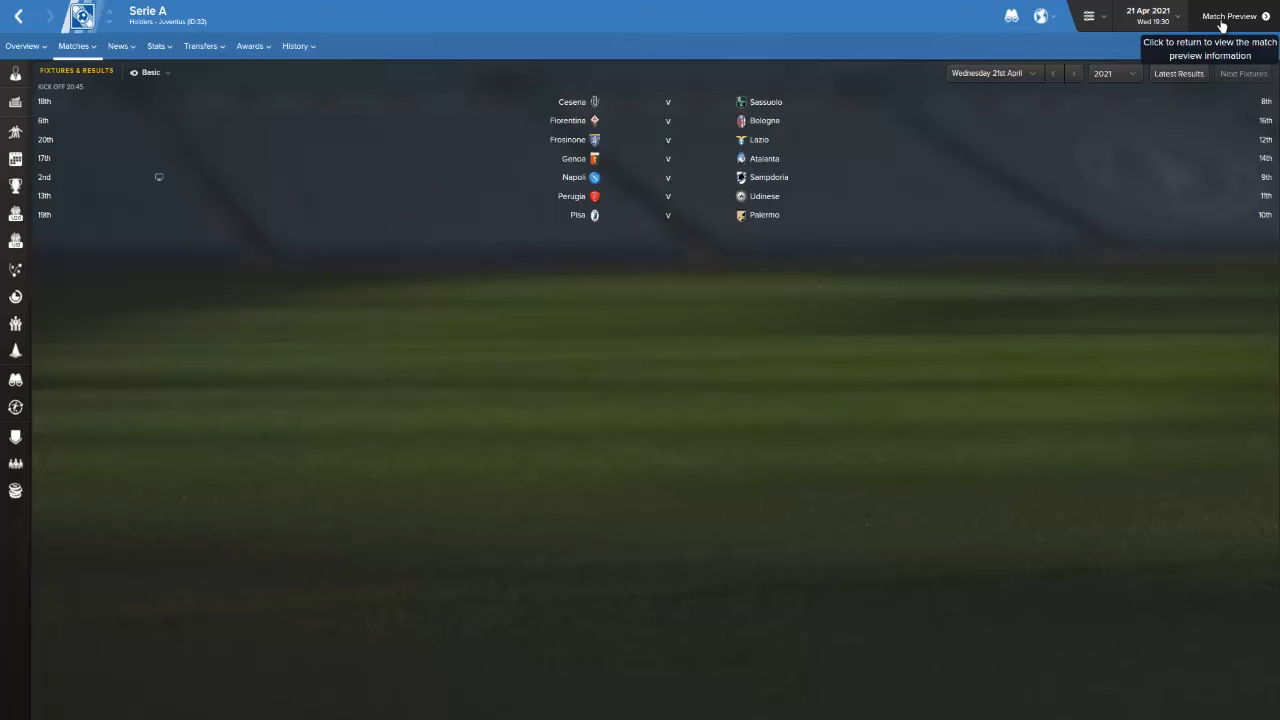 Serie A
Holders - Juventus (ID:32)
21 Apr 2021
Wed 19:30
Match Preview
Overview Matches News Stats Transfers Awards History
Click to return to view the match
preview information
FIXTURES & RESULTS Basic
Wednesday 21st April 2021 Latest Results Next Fixtures
KICK OFF 20:45
18th Cesena v Sassuolo 8th
6th Fiorentina v Bologna 16th
20th Frosinone v Lazio 12th
17th Genoa v Atalanta 14th
2nd Napoli v Sampdoria 9th
13th Perugia v Udinese 11th
19th Pisa v Palermo 10th